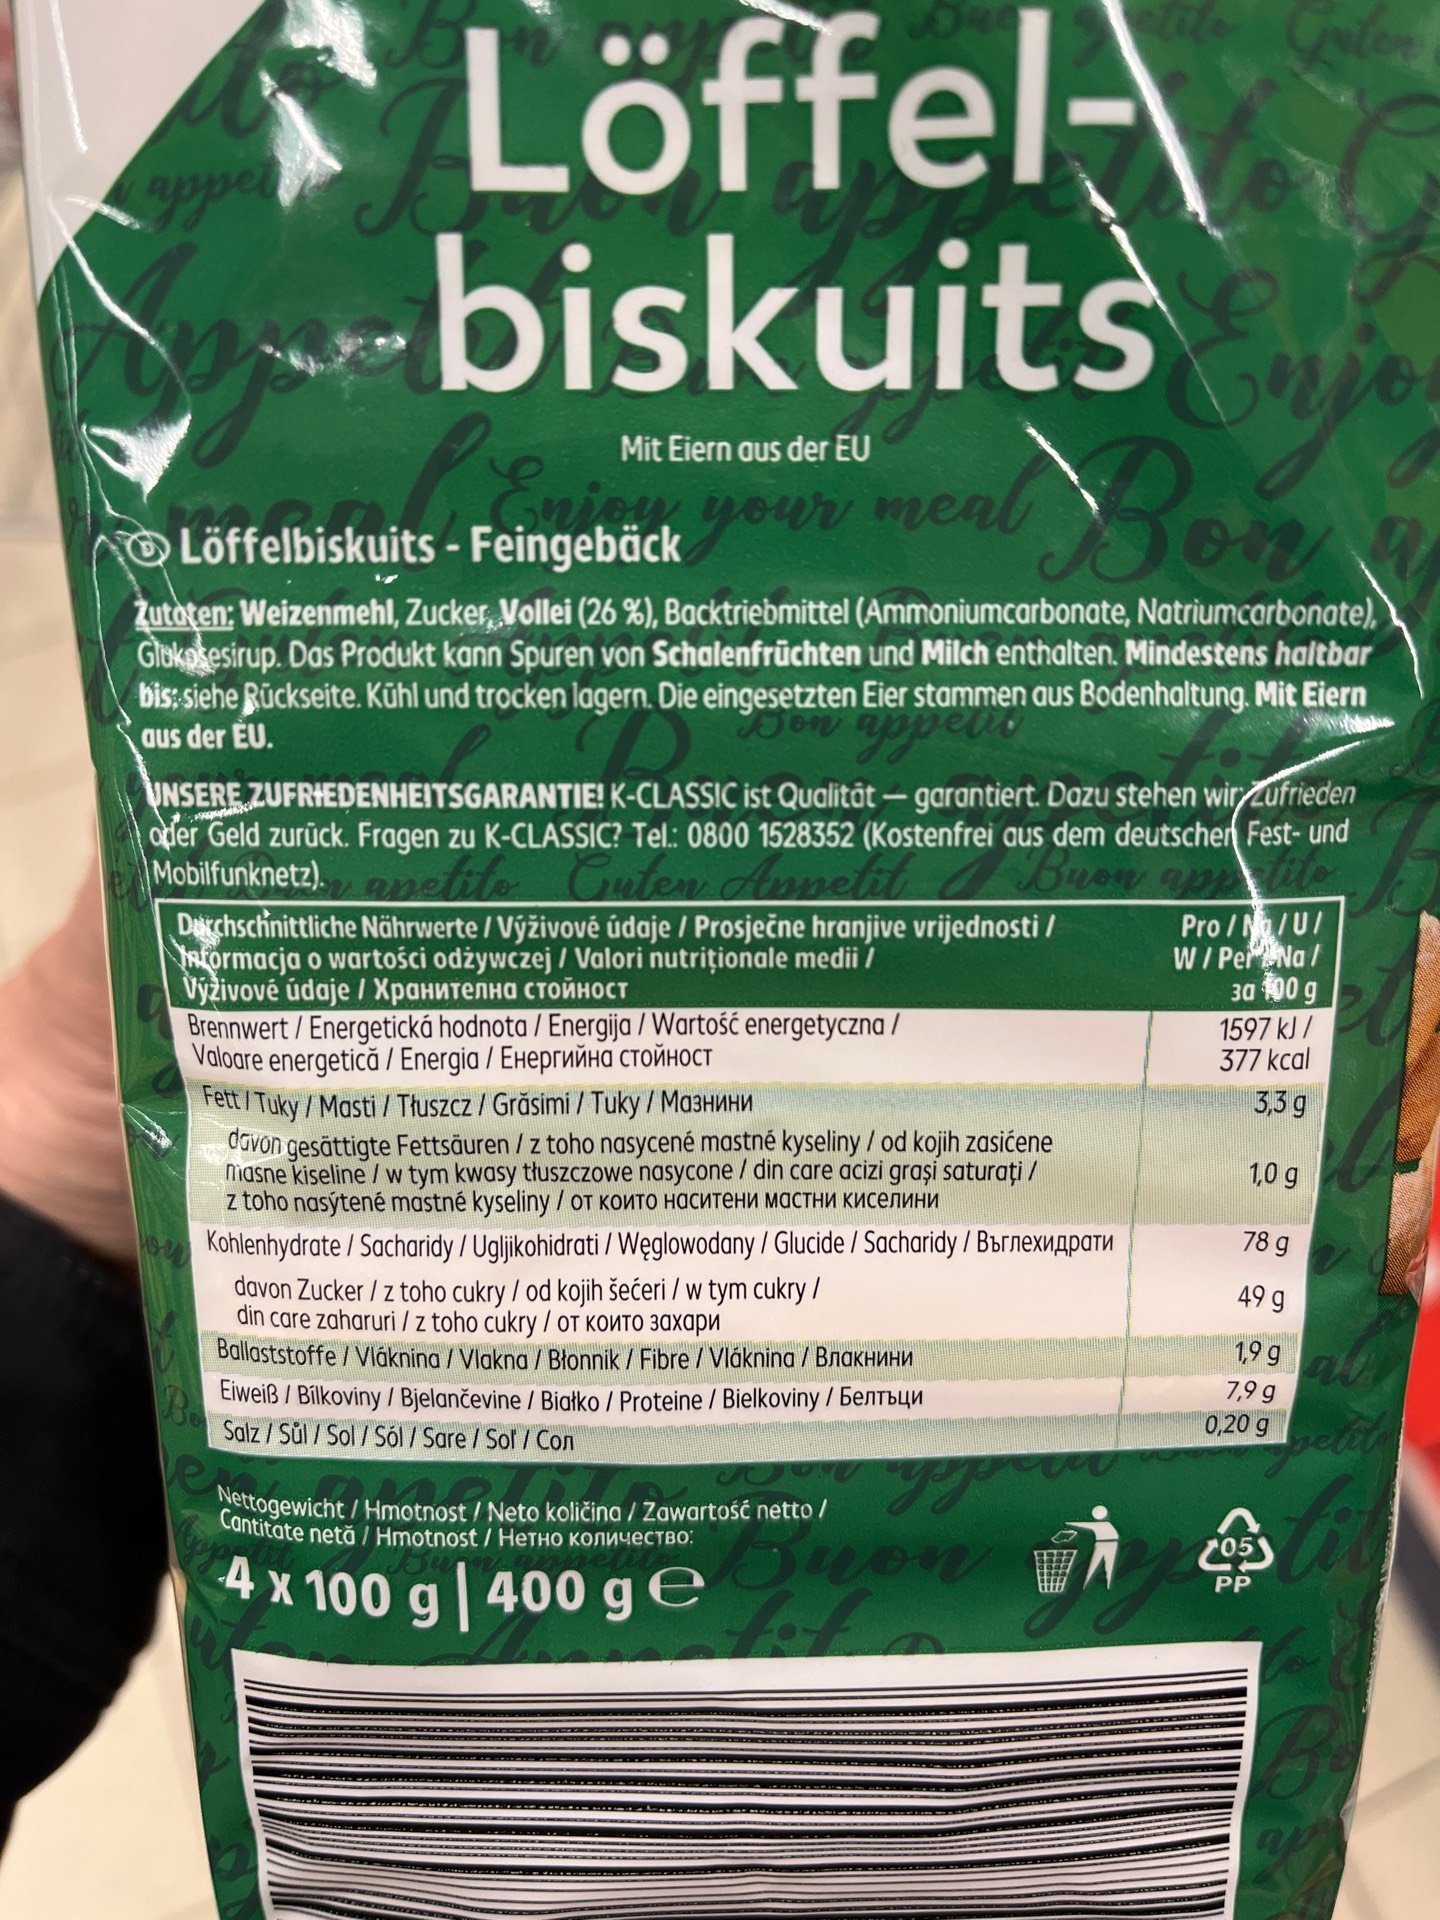 Löffel-
biskuits
Mit Eiern aus der EU
D Löffelbiskuits - Feingebäck
Zutaten: Weizenmehl, Zucker, Vollei (26 %), Backtriebmittel (Ammoniumcarbonate, Natriumcarbonate),
Glukosesirup. Das Produkt kann Spuren von Schalenfrüchten und Milch enthalten. Mindestens haltbar
bis: siehe Rückseite. Kühl und trocken lagern. Die eingesetzten Eier stammen aus Bodenhaltung. Mit Eiern
aus der EU.
UNSERE ZUFRIEDENHEITSGARANTIE! K-CLASSIC ist Qualität – garantiert. Dazu stehen wir: Zufrieden
oder Geld zurück. Fragen zu K-CLASSIC? Tel.: 0800 1528352 (Kostenfrei aus dem deutschen Fest- und
Mobilfunknetz).
Durchschnittliche Nährwerte / Výživové údaje / Prosječne hranjive vrijednosti / Pro / Na / U /
Informacja o wartości odżywczej / Valori nutriționale medii / W / Per / Na /
Výživové údaje / Хранителна стойност за 100 g
Brennwert / Energetická hodnota / Energija / Wartość energetyczna / 1597 kJ /
Valoare energetică / Energia / Енергийна стойност 377 kcal
Fett / Tuky / Masti / Tłuszcz / Grăsimi / Tuky / Мазнини 3,3 g
davon gesättigte Fettsäuren / z toho nasycené mastné kyseliny / od kojih zasićene
masne kiseline / w tym kwasy tłuszczowe nasycone / din care acizi grași saturați / 1,0 g
z toho nasýtené mastné kyseliny / от които наситени мастни киселини
Kohlenhydrate / Sacharidy / Ugljikohidrati / Węglowodany / Glucide / Sacharidy / Въглехидрати 78 g
davon Zucker / z toho cukry / od kojih šećeri / w tym cukry / 49 g
din care zaharuri / z toho cukry / от които захари
Ballaststoffe / Vláknina / Vlakna / Błonnik / Fibre / Vláknina / Влакнини 1,9 g
Eiweiß / Bílkoviny / Bjelančevine / Białko / Proteine / Bielkoviny / Белтъци 7,9 g
Salz / Sůl / Sol / Sól / Sare / Soľ / Сол 0,20 g
Nettogewicht / Hmotnost / Neto količina / Zawartość netto /
Cantitate netă / Hmotnosť / Нетно количество:
4 x 100 g | 400 g ℮
05
PP